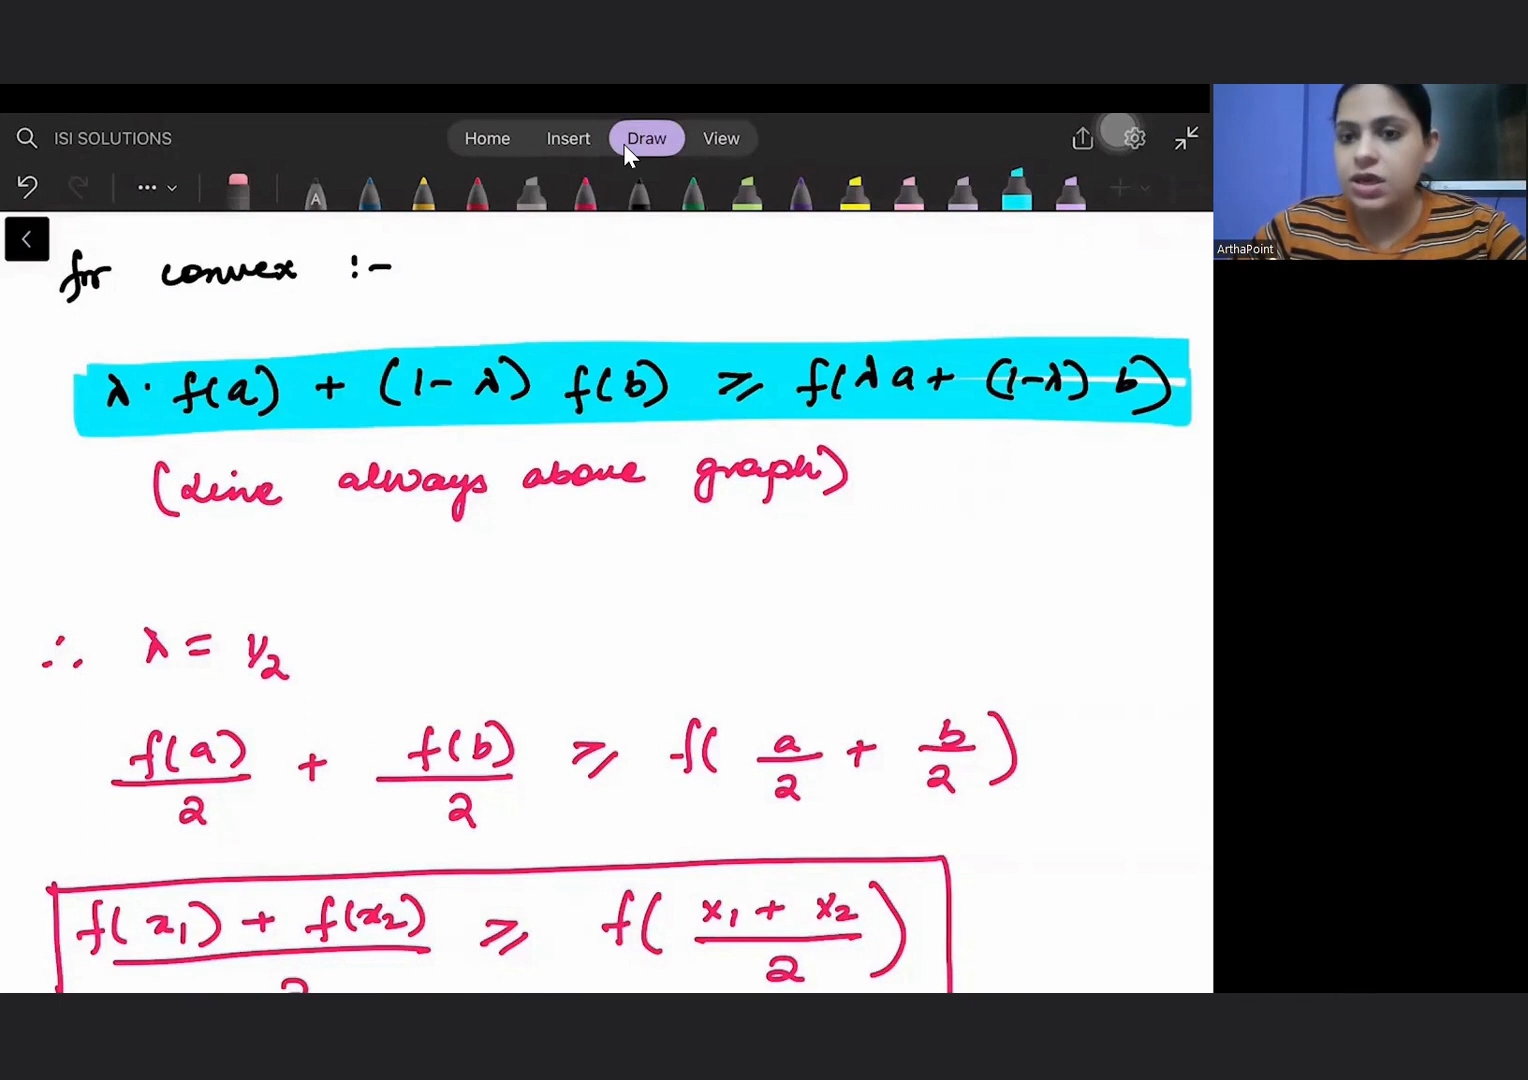 ISI SOLUTIONS
Home Insert Draw View
A
ArthaPoint
for convex :-
λ· f(a) + (1-λ) f(b) ≥ f(λa + (1-λ) b)
(Line always above graph)
∴ λ = 1/2
f(a)/2 + f(b)/2 ≥ f( a/2 + b/2 )
f(x₁) + f(x₂)/2 ≥ f( x₁ + x₂/2 )